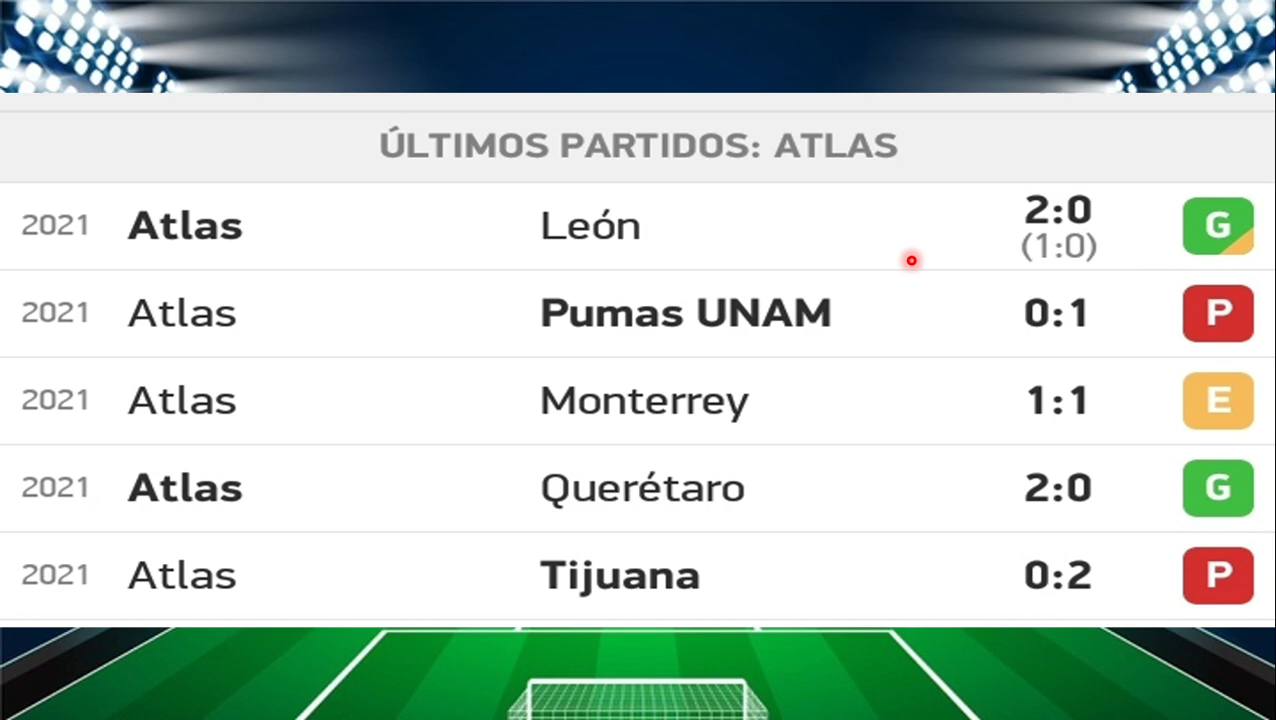 ÚLTIMOS PARTIDOS: ATLAS
2021 Atlas León 2:0 (1:0) G
2021 Atlas Pumas UNAM 0:1 P
2021 Atlas Monterrey 1:1 E
2021 Atlas Querétaro 2:0 G
2021 Atlas Tijuana 0:2 P